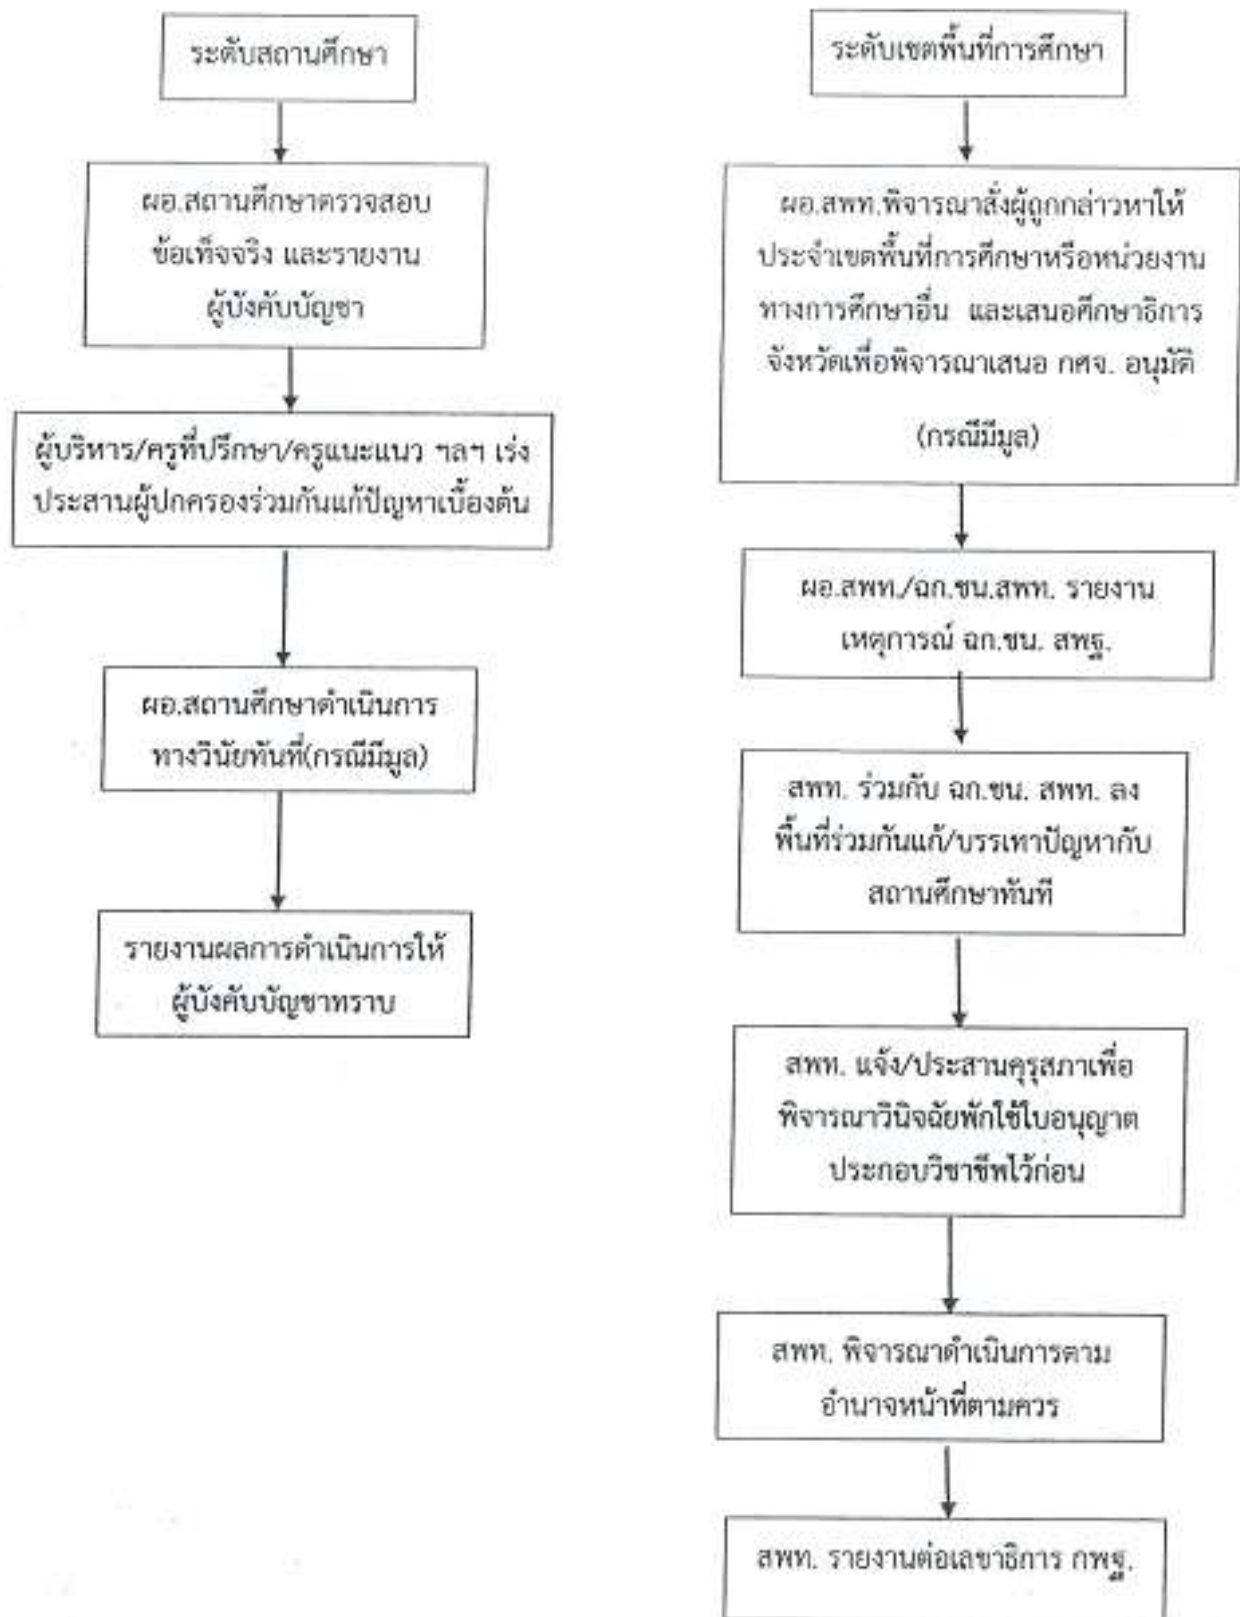 ระดับสถานศึกษา
ผอ.สถานศึกษาตรวจสอบ
ข้อเท็จจริง และรายงาน
ผู้บังคับบัญชา
ผู้บริหาร/ครูที่ปรึกษา/ครูแนะแนว ฯลฯ เร่ง
ประสานผู้ปกครองร่วมกันแก้ปัญหาเบื้องต้น
ผอ.สถานศึกษาดำเนินการ
ทางวินัยทันที(กรณีมีมูล)
รายงานผลการดำเนินการให้
ผู้บังคับบัญชาทราบ
ระดับเขตพื้นที่การศึกษา
ผอ.สพท.พิจารณาสั่งผู้ถูกกล่าวหาให้
ประจำเขตพื้นที่การศึกษาหรือหน่วยงาน
ทางการศึกษาอื่น และเสนอศึกษาธิการ
จังหวัดเพื่อพิจารณาเสนอ กศจ. อนุมัติ
(กรณีมีมูล)
ผอ.สพท./ฉก.ชน.สพท. รายงาน
เหตุการณ์ ฉก.ชน. สพฐ.
สพท. ร่วมกับ ฉก.ชน. สพท. ลง
พื้นที่ร่วมกันแก้/บรรเทาปัญหากับ
สถานศึกษาทันที
สพท. แจ้ง/ประสานคุรุสภาเพื่อ
พิจารณาวินิจฉัยพักใช้ใบอนุญาต
ประกอบวิชาชีพไว้ก่อน
สพท. พิจารณาดำเนินการตาม
อำนาจหน้าที่ตามควร
สพท. รายงานต่อเลขาธิการ กพฐ.